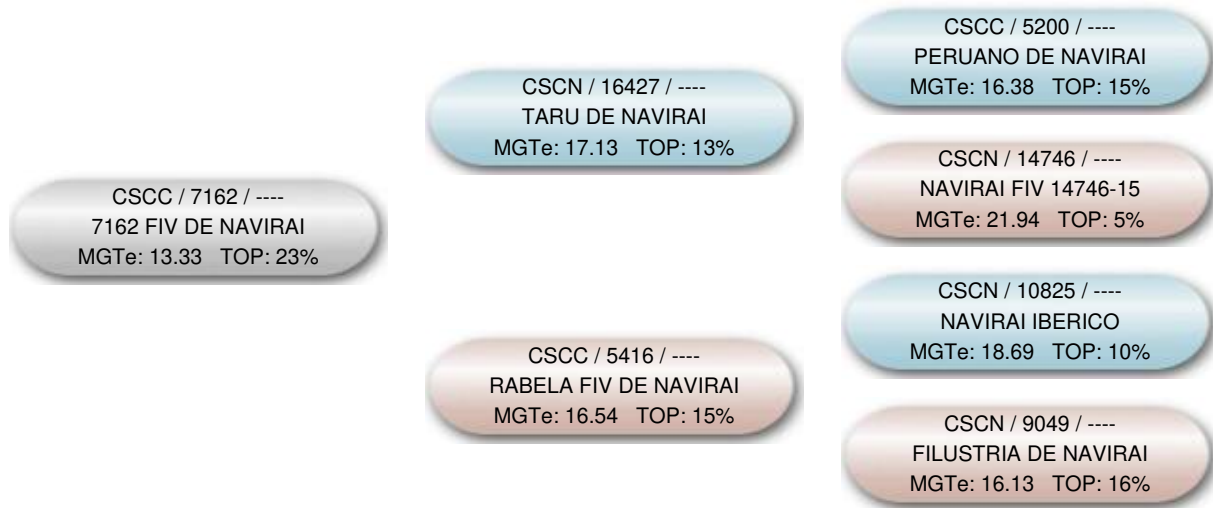 CSCC / 7162 / ----
7162 FIV DE NAVIRAI
MGTe: 13.33 TOP: 23%
CSCN / 16427 / ----
TARU DE NAVIRAI
MGTe: 17.13 TOP: 13%
CSCC / 5416 / ----
RABELA FIV DE NAVIRAI
MGTe: 16.54 TOP: 15%
CSCC / 5200 / ----
PERUANO DE NAVIRAI
MGTe: 16.38 TOP: 15%
CSCN / 14746 / ----
NAVIRAI FIV 14746-15
MGTe: 21.94 TOP: 5%
CSCN / 10825 / ----
NAVIRAI IBERICO
MGTe: 18.69 TOP: 10%
CSCN / 9049 / ----
FILUSTRIA DE NAVIRAI
MGTe: 16.13 TOP: 16%